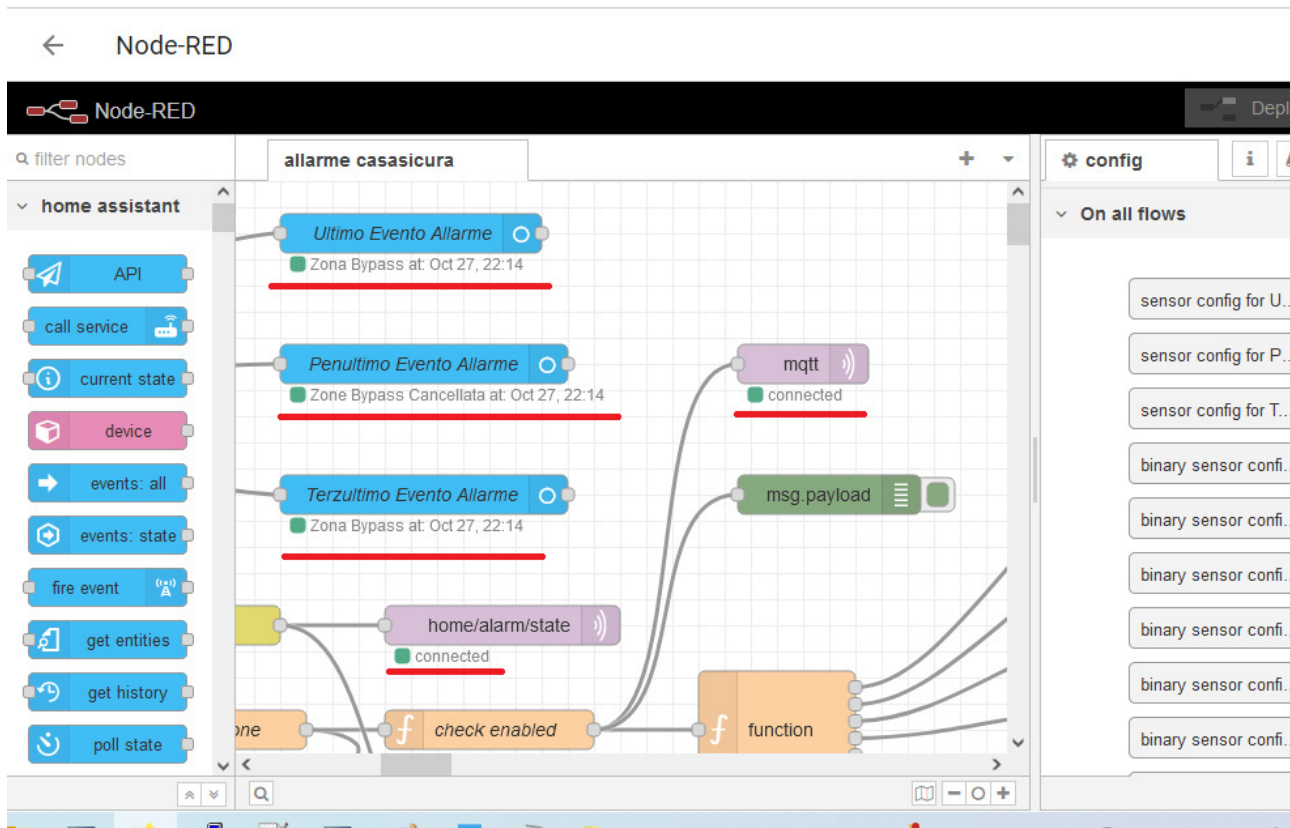 Node-RED
Node-RED
Depl
filter nodes
allarme casasicura
config
home assistant
On all flows
API
call service
current state
device
events: all
events: state
fire event
get entities
get history
poll state
Ultimo Evento Allarme
Zona Bypass at: Oct 27, 22:14
Penultimo Evento Allarme
Zone Bypass Cancellata at: Oct 27, 22:14
Terzultimo Evento Allarme
Zona Bypass at: Oct 27, 22:14
mqtt
connected
msg.payload
home/alarm/state
connected
one
check enabled
function
sensor config for U...
sensor config for P...
sensor config for T...
binary sensor confi...
binary sensor confi...
binary sensor confi...
binary sensor confi...
binary sensor confi...
binary sensor confi...